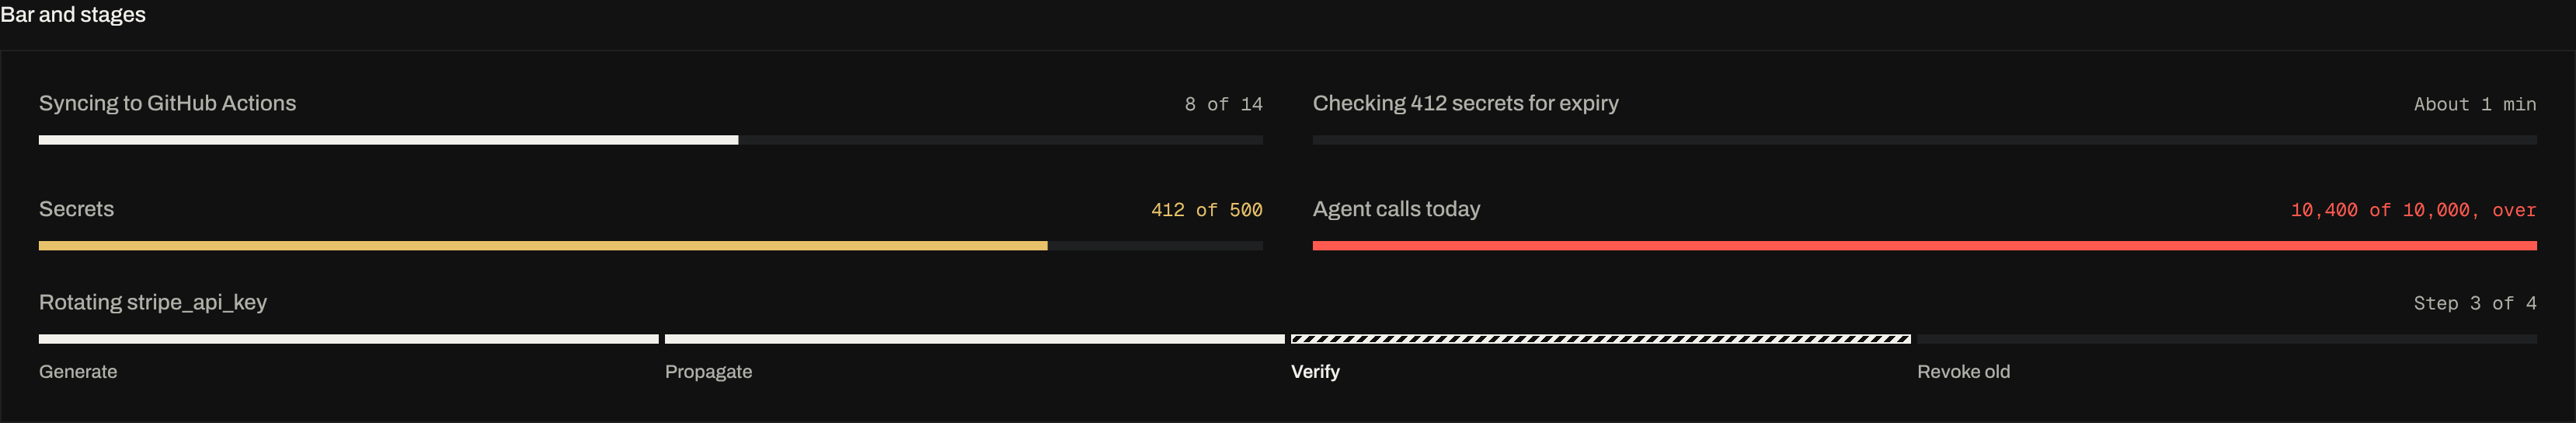 Bar and stages
Syncing to GitHub Actions
8 of 14
Checking 412 secrets for expiry
About 1 min
Secrets
412 of 500
Agent calls today
10,400 of 10,000, over
Rotating stripe_api_key
Step 3 of 4
Generate
Propagate
Verify
Revoke old